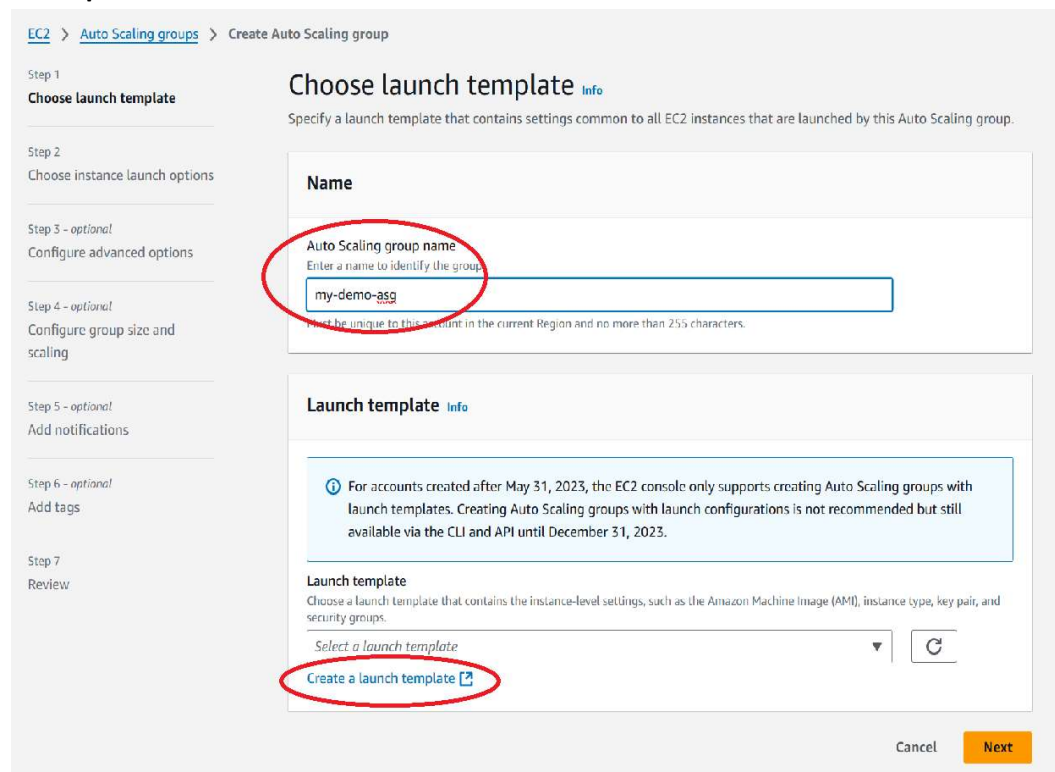 EC2 > Auto Scaling groups > Create Auto Scaling group
Step 1
Choose launch template
Step 2
Choose instance launch options
Step 3 - optional
Configure advanced options
Step 4 - optional
Configure group size and
scaling
Step 5 - optional
Add notifications
Step 6 - optional
Add tags
Step 7
Review
Choose launch template Info
Specify a launch template that contains settings common to all EC2 instances that are launched by this Auto Scaling group.
Name
Auto Scaling group name
Enter a name to identify the group.
my-demo-asg
Must be unique to this account in the current Region and no more than 255 characters.
Launch template Info
For accounts created after May 31, 2023, the EC2 console only supports creating Auto Scaling groups with
launch templates. Creating Auto Scaling groups with launch configurations is not recommended but still
available via the CLI and API until December 31, 2023.
Launch template
Choose a launch template that contains the instance-level settings, such as the Amazon Machine Image (AMI), instance type, key pair, and
security groups.
Select a launch template
Create a launch template
Cancel
Next